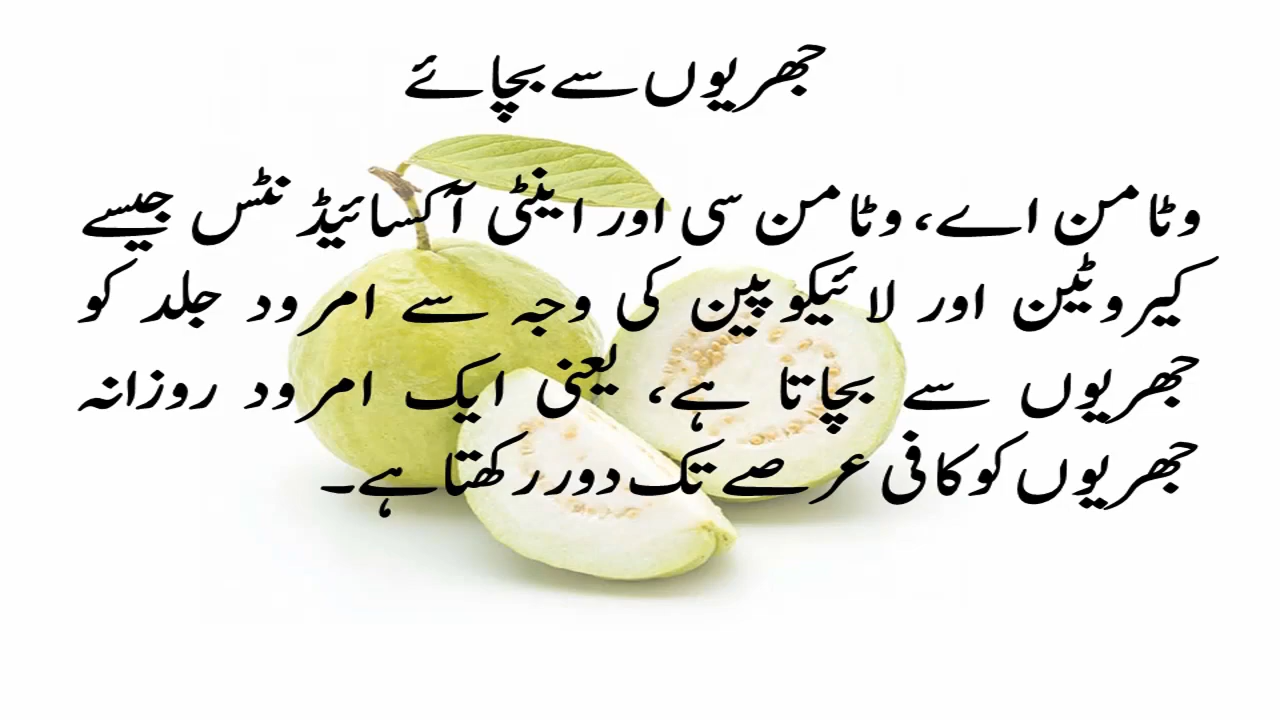 جھریوں سے بچائے
وٹامن اے، وٹامن سی اور اینٹی آکسائیڈ نٹس جیسے
کیروٹین اور لائیکوپین کی وجہ سے امرود جلد کو
جھریوں سے بچاتا ہے، یعنی ایک امرود روزانہ
جھریوں کو کافی عرصے تک دور رکھتا ہے۔